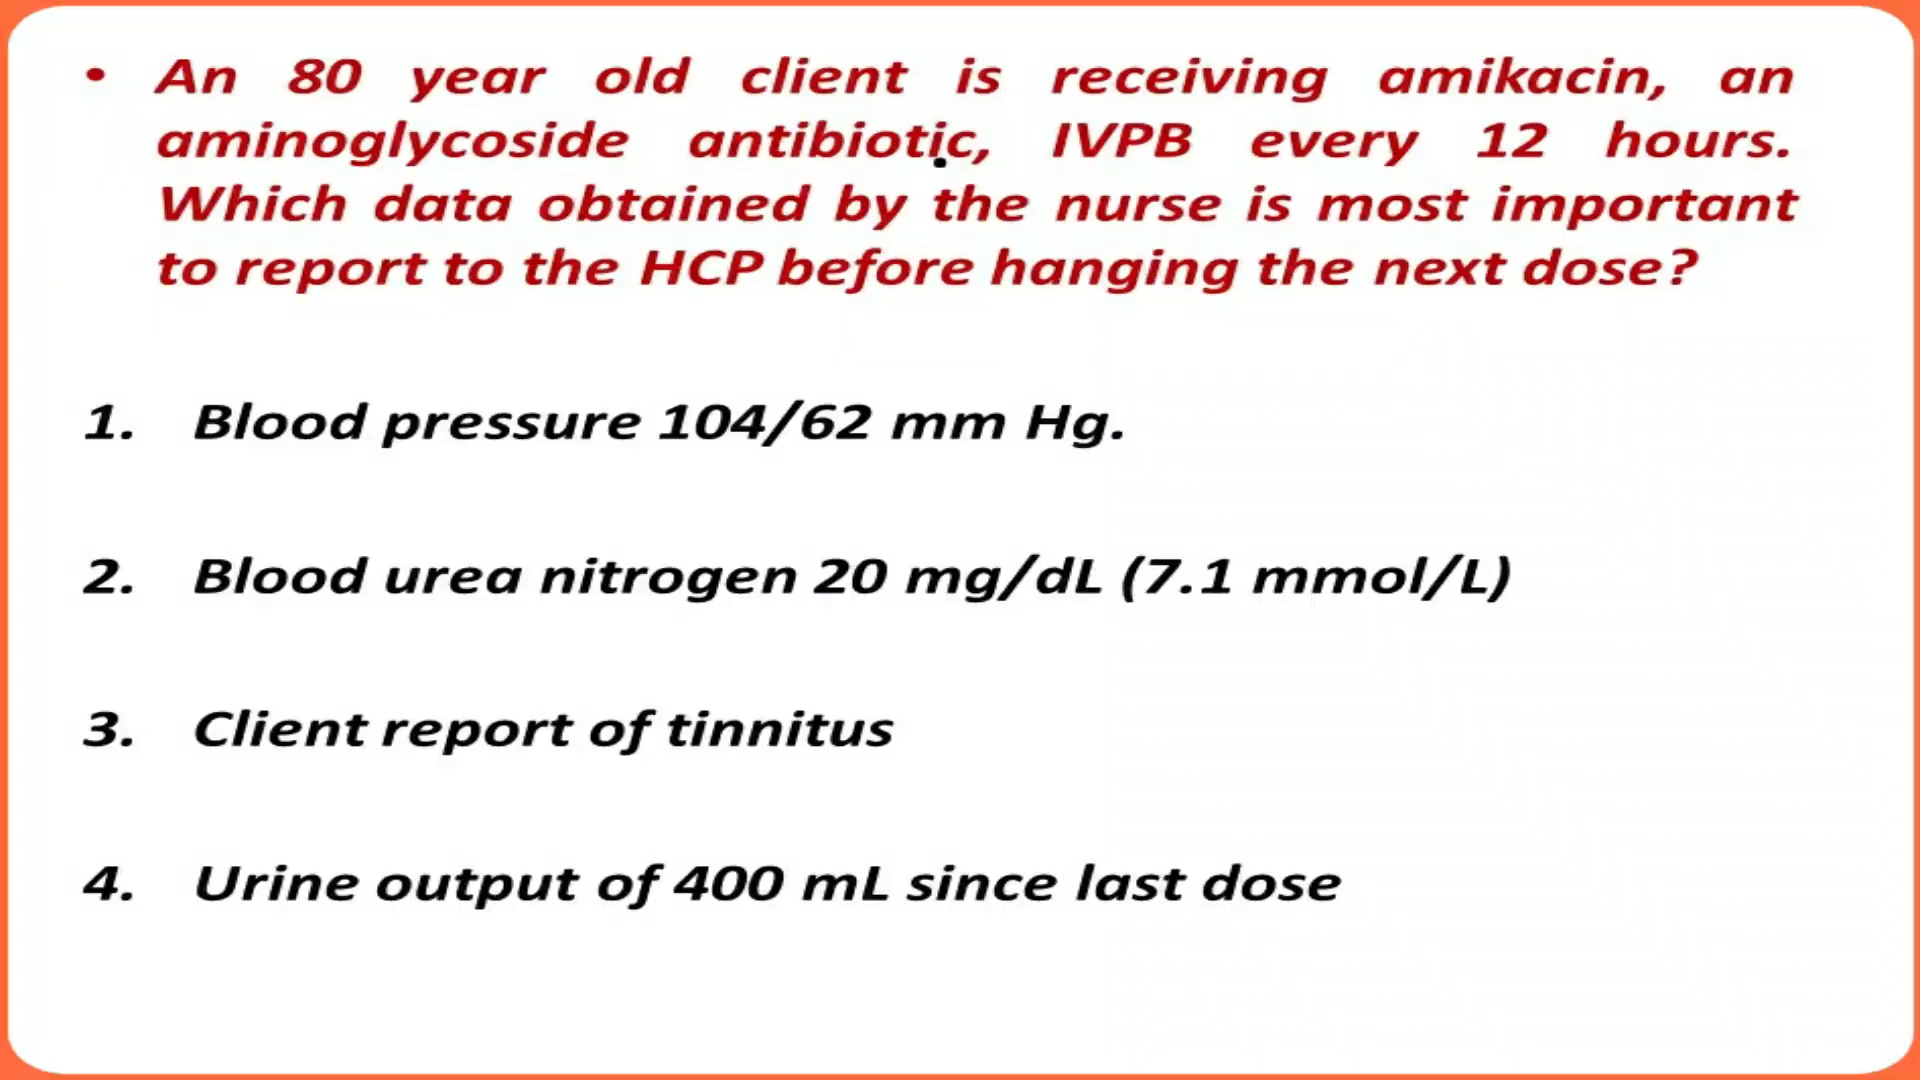 • An 80 year old client is receiving amikacin, an
aminoglycoside antibiotic, IVPB every 12 hours.
Which data obtained by the nurse is most important
to report to the HCP before hanging the next dose?
1. Blood pressure 104/62 mm Hg.
2. Blood urea nitrogen 20 mg/dL (7.1 mmol/L)
3. Client report of tinnitus
4. Urine output of 400 mL since last dose